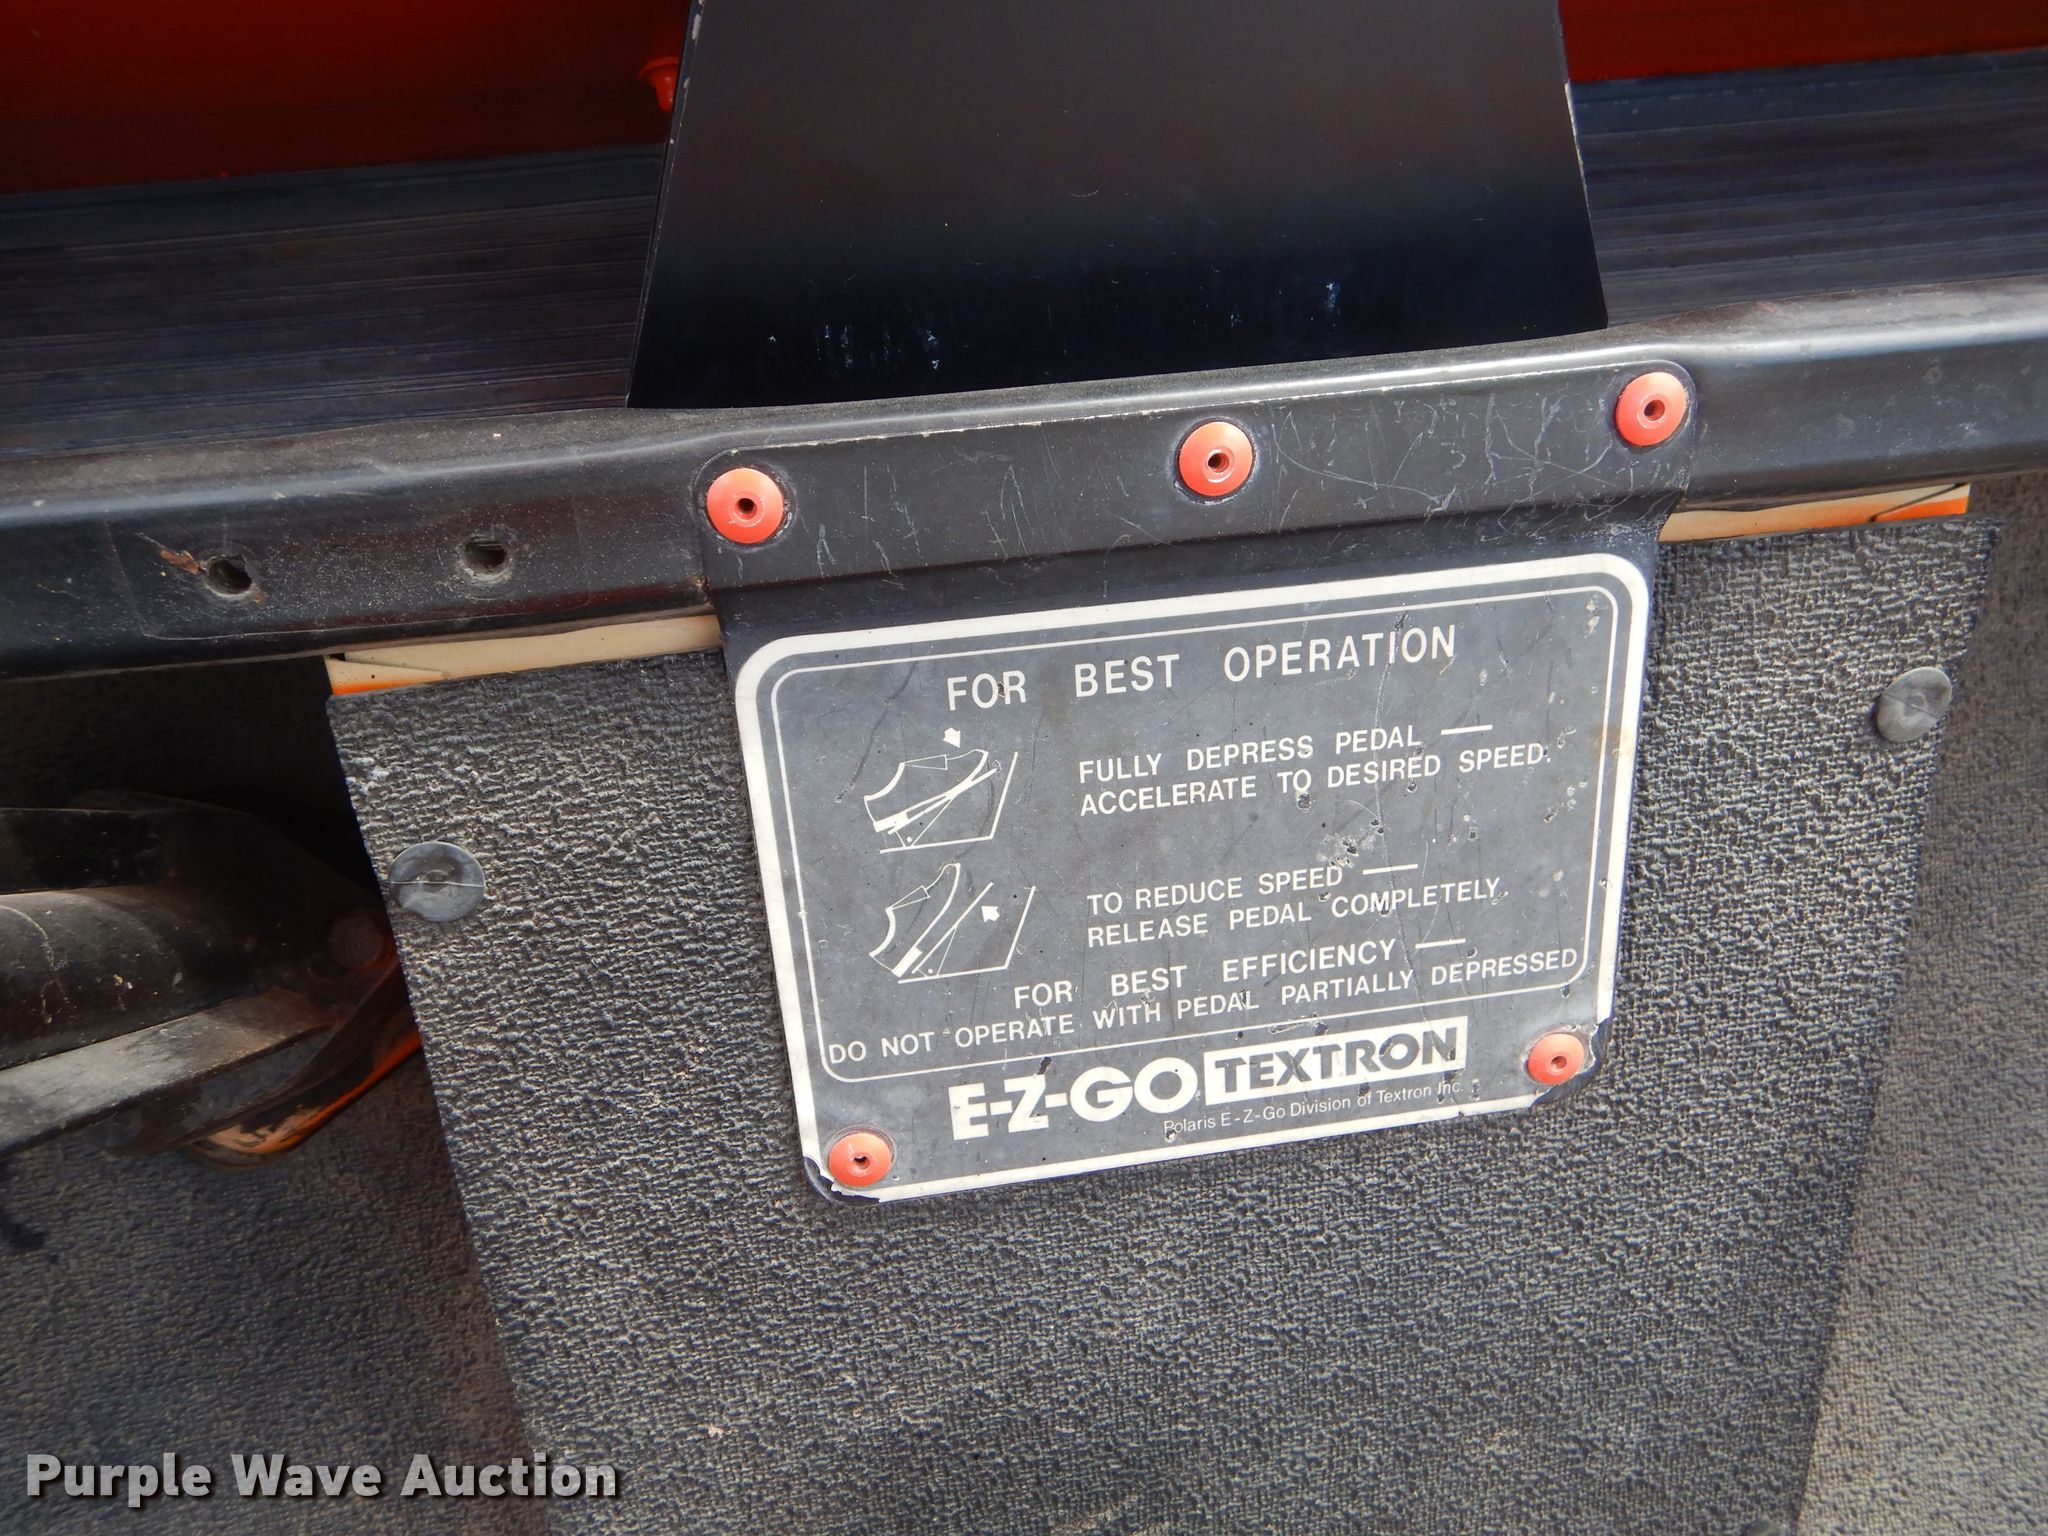 FOR BEST OPERATION
FULLY DEPRESS PEDAL —
ACCELERATE TO DESIRED SPEED.
TO REDUCE SPEED —
RELEASE PEDAL COMPLETELY
FOR BEST EFFICIENCY —
DO NOT OPERATE WITH PEDAL PARTIALLY DEPRESSED
E-Z-GO TEXTRON
Polaris E-Z-Go Division of Textron Inc.
Purple Wave Auction